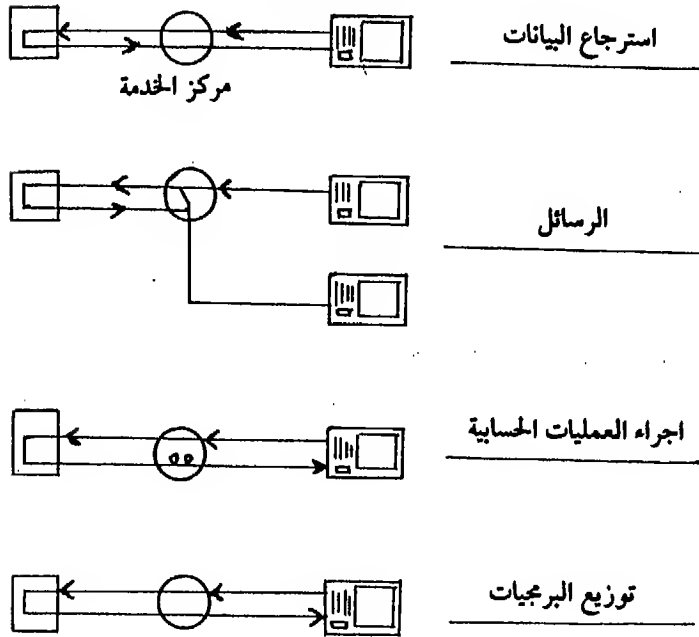 استرجاع البيانات
مركز الخدمة
الرسائل
اجراء العمليات الحسابية
توزيع البرمجيات